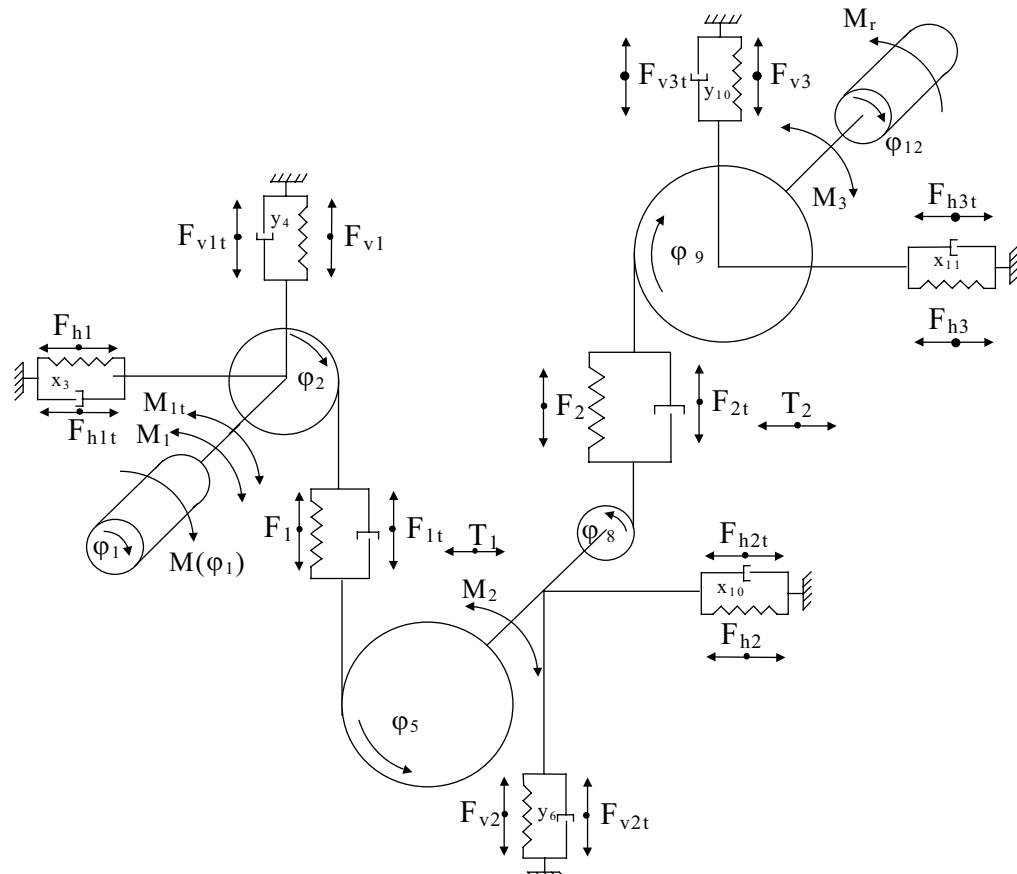 M_r
F_v3t
y_10
F_v3
φ_12
M_3
F_h3t
φ_9
x_11
F_h3
F_v1t
y_4
F_v1
F_h1
x_3
φ_2
F_h1t
M_1t
M_1
φ_1
M(φ_1)
F_2
F_2t
T_2
F_1
F_1t
T_1
φ_8
F_h2t
M_2
x_10
F_h2
φ_5
F_v2
y_6
F_v2t